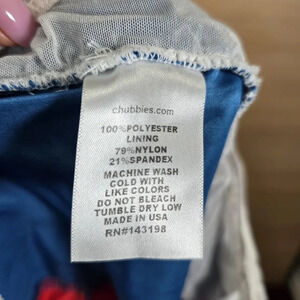 chubbies.com
100%POLYESTER
LINING
79%NYLON
21%SPANDEX
MACHINE WASH
COLD WITH
LIKE COLORS
DO NOT BLEACH
TUMBLE DRY LOW
MADE IN USA
RN#143198